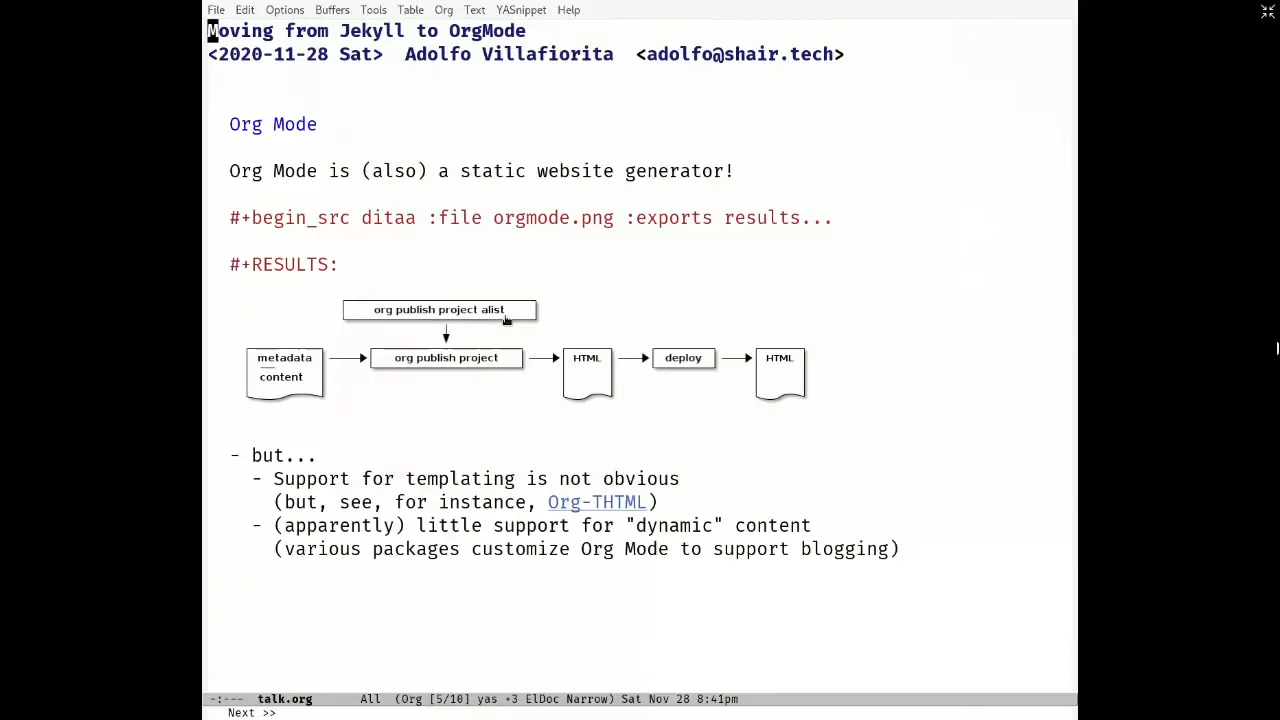 File Edit Options Buffers Tools Table Org Text YASnippet Help
Moving from Jekyll to OrgMode
<2020-11-28 Sat> Adolfo Villafiorita <adolfo@shair.tech>
Org Mode
Org Mode is (also) a static website generator!
#+begin_src ditaa :file orgmode.png :exports results...
#+RESULTS:
org publish project alist
metadata
content
org publish project
HTML
deploy
HTML
- but...
- Support for templating is not obvious
(but, see, for instance, Org-THTML)
- (apparently) little support for "dynamic" content
(various packages customize Org Mode to support blogging)
-:--- talk.org All (Org [5/10] yas +3 ElDoc Narrow) Sat Nov 28 8:41pm
Next >>